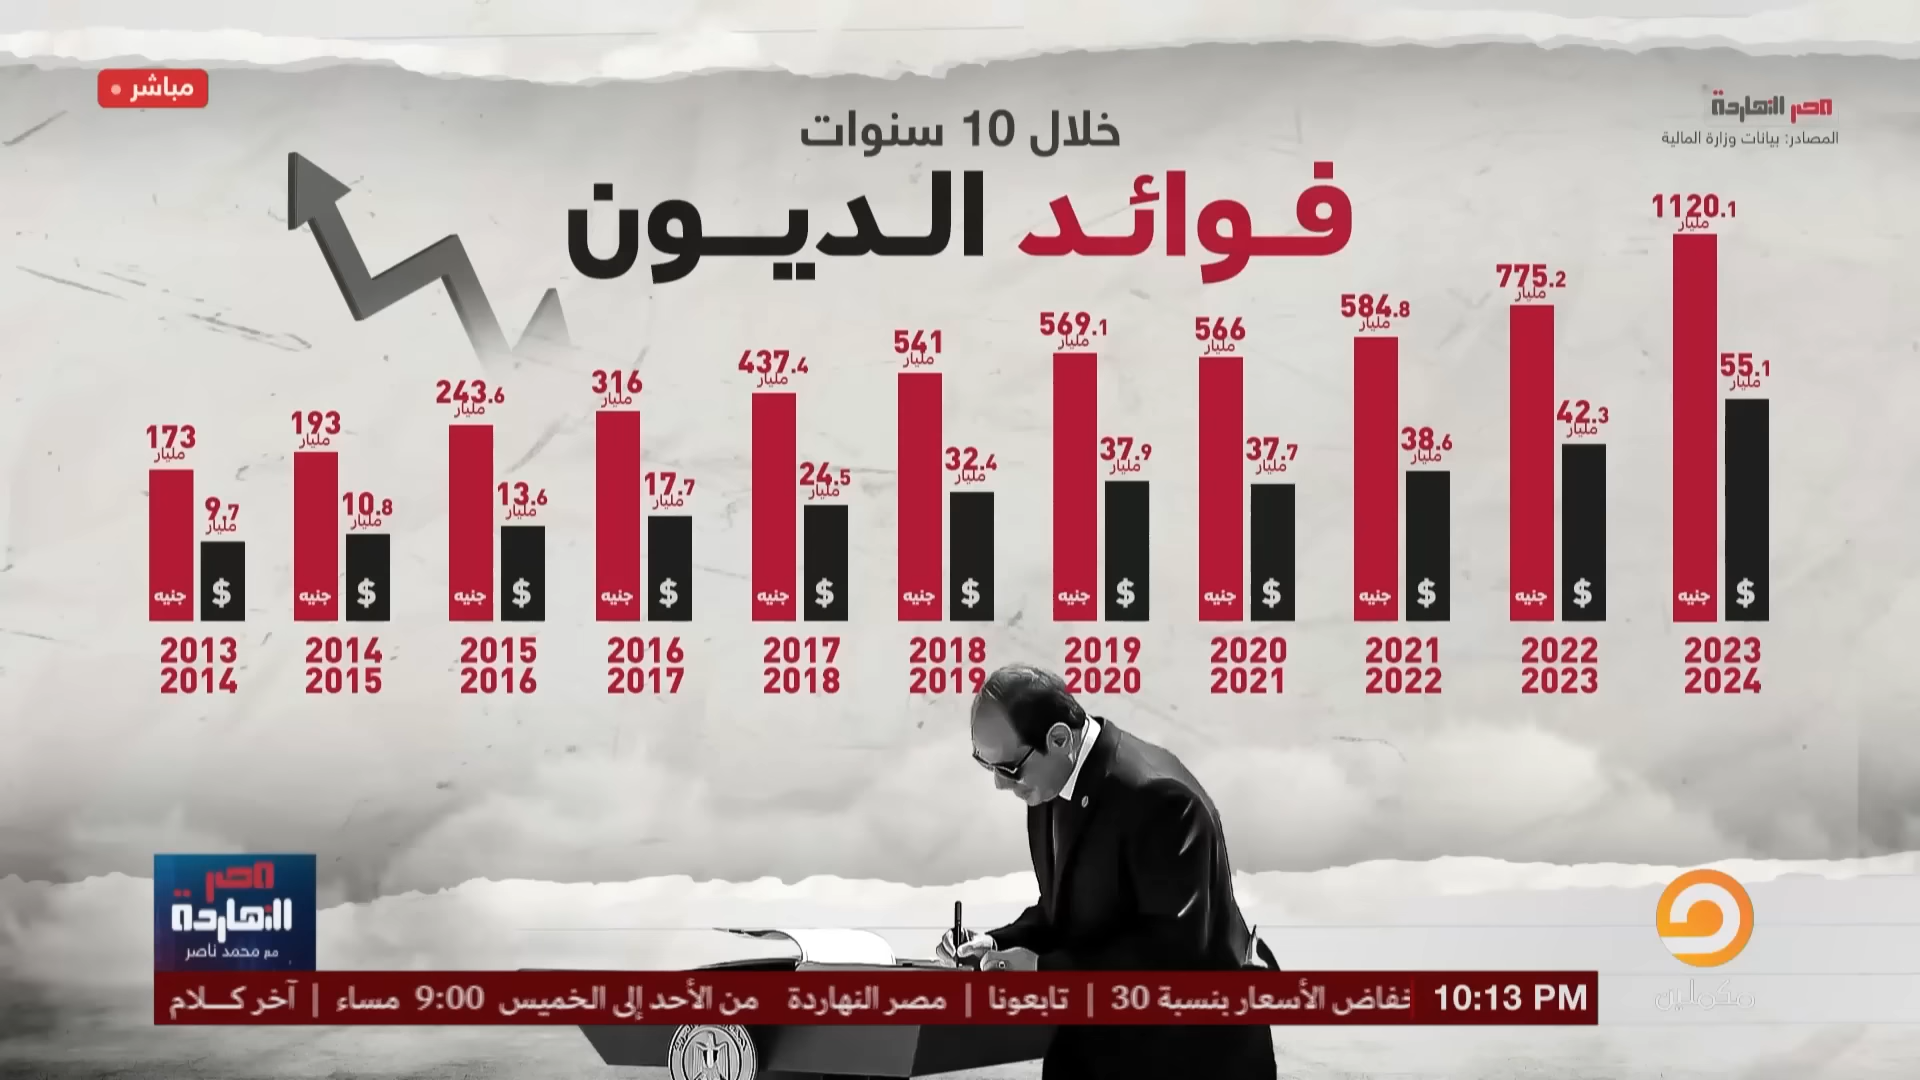 مباشر
مصر النهاردة
المصادر: بيانات وزارة المالية
خلال 10 سنوات
فوائد الديون
173 مليار
9.7 مليار
193 مليار
10.8 مليار
243.6 مليار
13.6 مليار
316 مليار
17.7 مليار
437.4 مليار
24.5 مليار
541 مليار
32.4 مليار
569.1 مليار
37.9 مليار
566 مليار
37.7 مليار
584.8 مليار
38.6 مليار
775.2 مليار
42.3 مليار
1120.1 مليار
55.1 مليار
جنيه $ جنيه $ جنيه $ جنيه $ جنيه $ جنيه $ جنيه $ جنيه $ جنيه $ جنيه $ جنيه $
2013 2014 2015 2016 2017 2018 2019 2020 2021 2022 2023
2014 2015 2016 2017 2018 2019 2020 2021 2022 2023 2024
مصر
النهاردة
مع محمد ناصر
مكملين
10:13 PM
خفاض الأسعار بنسبة 30 | تابعونا | مصر النهاردة من الأحد إلى الخميس 9:00 مساء | آخر كلام